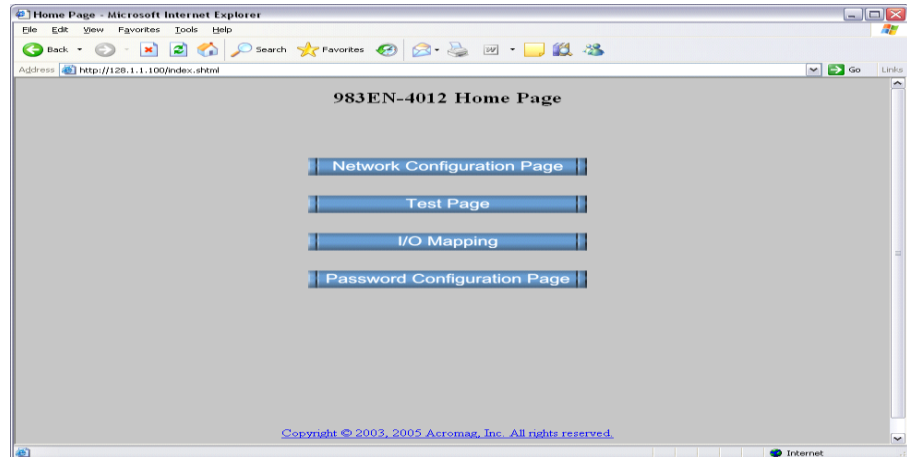 Home Page - Microsoft Internet Explorer
File Edit View Favorites Tools Help
Back Search Favorites
Address http://128.1.1.100/index.shtml Go Links
983EN-4012 Home Page
Network Configuration Page
Test Page
I/O Mapping
Password Configuration Page
Copyright © 2003, 2005 Acromag, Inc. All rights reserved.
Internet